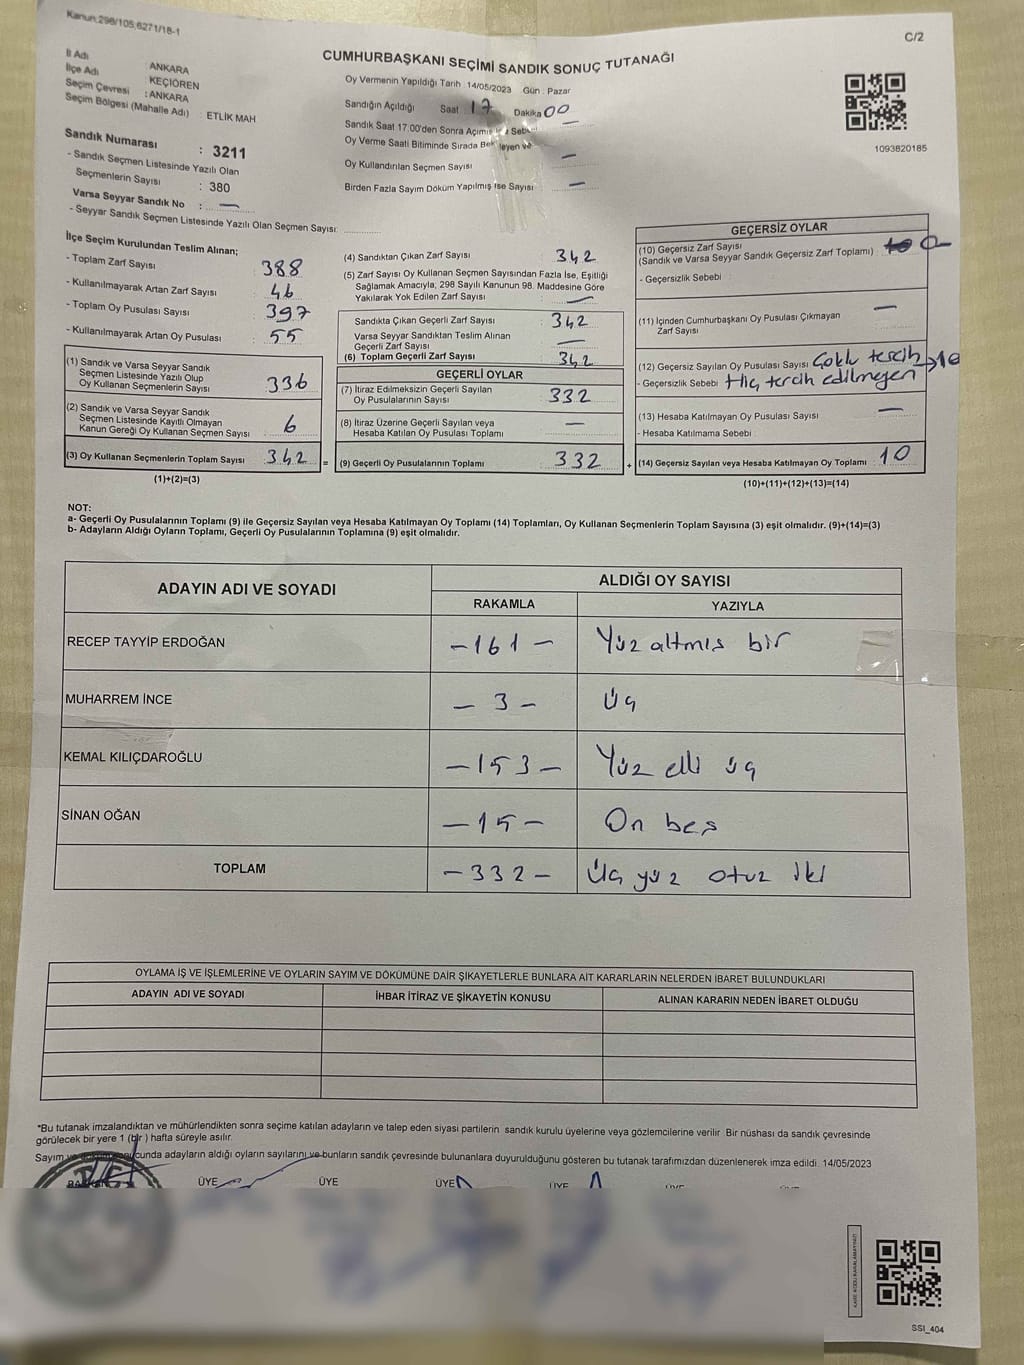 Kanun:298/105,6271/18-1
C/2
CUMHURBAŞKANI SEÇİMİ SANDIK SONUÇ TUTANAĞI
İl Adı : ANKARA
İlçe Adı : KEÇİÖREN
Seçim Çevresi : ANKARA
Seçim Bölgesi (Mahalle Adı) : ETLİK MAH
Sandık Numarası : 3211
- Sandık Seçmen Listesinde Yazılı Olan
Seçmenlerin Sayısı : 380
Varsa Seyyar Sandık No : —
- Seyyar Sandık Seçmen Listesinde Yazılı Olan Seçmen Sayısı:
Oy Vermenin Yapıldığı Tarih 14/05/2023 Gün : Pazar
Sandığın Açıldığı Saat 17 Dakika 00
Sandık Saat 17:00'den Sonra Açılmış —
Oy Verme Saati Bitiminde Sırada
Oy Kullandırılan Seçmen Sayısı —
Birden Fazla Sayım Döküm Yapılmış İse Sayısı —
1093820185
İlçe Seçim Kurulundan Teslim Alınan;
- Toplam Zarf Sayısı 388
- Kullanılmayarak Artan Zarf Sayısı 46
- Toplam Oy Pusulası Sayısı 397
- Kullanılmayarak Artan Oy Pusulası 55
(1) Sandık ve Varsa Seyyar Sandık
Seçmen Listesinde Yazılı Olup
Oy Kullanan Seçmenlerin Sayısı 336
(2) Sandık ve Varsa Seyyar Sandık
Seçmen Listesinde Kayıtlı Olmayan
Kanun Gereği Oy Kullanan Seçmen Sayısı 6
(3) Oy Kullanan Seçmenlerin Toplam Sayısı 342 =
(1)+(2)=(3)
(4) Sandıktan Çıkan Zarf Sayısı 342
(5) Zarf Sayısı Oy Kullanan Seçmen Sayısından Fazla İse, Eşitliği
Sağlamak Amacıyla, 298 Sayılı Kanunun 98. Maddesine Göre
Yakılarak Yok Edilen Zarf Sayısı —
Sandıkta Çıkan Geçerli Zarf Sayısı 342
Varsa Seyyar Sandıktan Teslim Alınan
Geçerli Zarf Sayısı —
(6) Toplam Geçerli Zarf Sayısı 342
GEÇERLİ OYLAR
(7) İtiraz Edilmeksizin Geçerli Sayılan
Oy Pusulalarının Sayısı 332
(8) İtiraz Üzerine Geçerli Sayılan veya
Hesaba Katılan Oy Pusulası Toplamı —
(9) Geçerli Oy Pusulalarının Toplamı 332 +
GEÇERSİZ OYLAR
(10) Geçersiz Zarf Sayısı
(Sandık ve Varsa Seyyar Sandık Geçersiz Zarf Toplamı)
- Geçersizlik Sebebi :
(11) İçinden Cumhurbaşkanı Oy Pusulası Çıkmayan
Zarf Sayısı —
(12) Geçersiz Sayılan Oy Pusulası Sayısı Çoklu tercih → 10
- Geçersizlik Sebebi : Hiç tercih edilmeyen
(13) Hesaba Katılmayan Oy Pusulası Sayısı —
- Hesaba Katılmama Sebebi :
(14) Geçersiz Sayılan veya Hesaba Katılmayan Oy Toplamı 10
(10)+(11)+(12)+(13)=(14)
NOT:
a- Geçerli Oy Pusulalarının Toplamı (9) ile Geçersiz Sayılan veya Hesaba Katılmayan Oy Toplamı (14) Toplamları, Oy Kullanan Seçmenlerin Toplam Sayısına (3) eşit olmalıdır. (9)+(14)=(3)
b- Adayların Aldığı Oyların Toplamı, Geçerli Oy Pusulalarının Toplamına (9) eşit olmalıdır.
ADAYIN ADI VE SOYADI ALDIĞI OY SAYISI
RAKAMLA YAZIYLA
RECEP TAYYİP ERDOĞAN -161- Yüz altmış bir
MUHARREM İNCE -3- Üç
KEMAL KILIÇDAROĞLU -153- Yüz elli üç
SİNAN OĞAN -15- On beş
TOPLAM -332- Üç yüz otuz iki
OYLAMA İŞ VE İŞLEMLERİNE VE OYLARIN SAYIM VE DÖKÜMÜNE DAİR ŞİKAYETLERLE BUNLARA AİT KARARLARIN NELERDEN İBARET BULUNDUKLARI
ADAYIN ADI VE SOYADI İHBAR İTİRAZ VE ŞİKAYETİN KONUSU ALINAN KARARIN NEDEN İBARET OLDUĞU
*Bu tutanak imzalandıktan ve mühürlendikten sonra seçime katılan adayların ve talep eden siyasi partilerin sandık kurulu üyelerine veya gözlemcilerine verilir. Bir nüshası da sandık çevresinde
görülecek bir yere 1 (bir) hafta süreyle asılır.
Sayım ve cunda adayların aldığı oyların sayılarını ve bunların sandık çevresinde bulunanlara duyurulduğunu gösteren bu tutanak tarafımızdan düzenlenerek imza edildi. 14/05/2023
ÜYE ÜYE ÜYE ÜYE
SSI_404